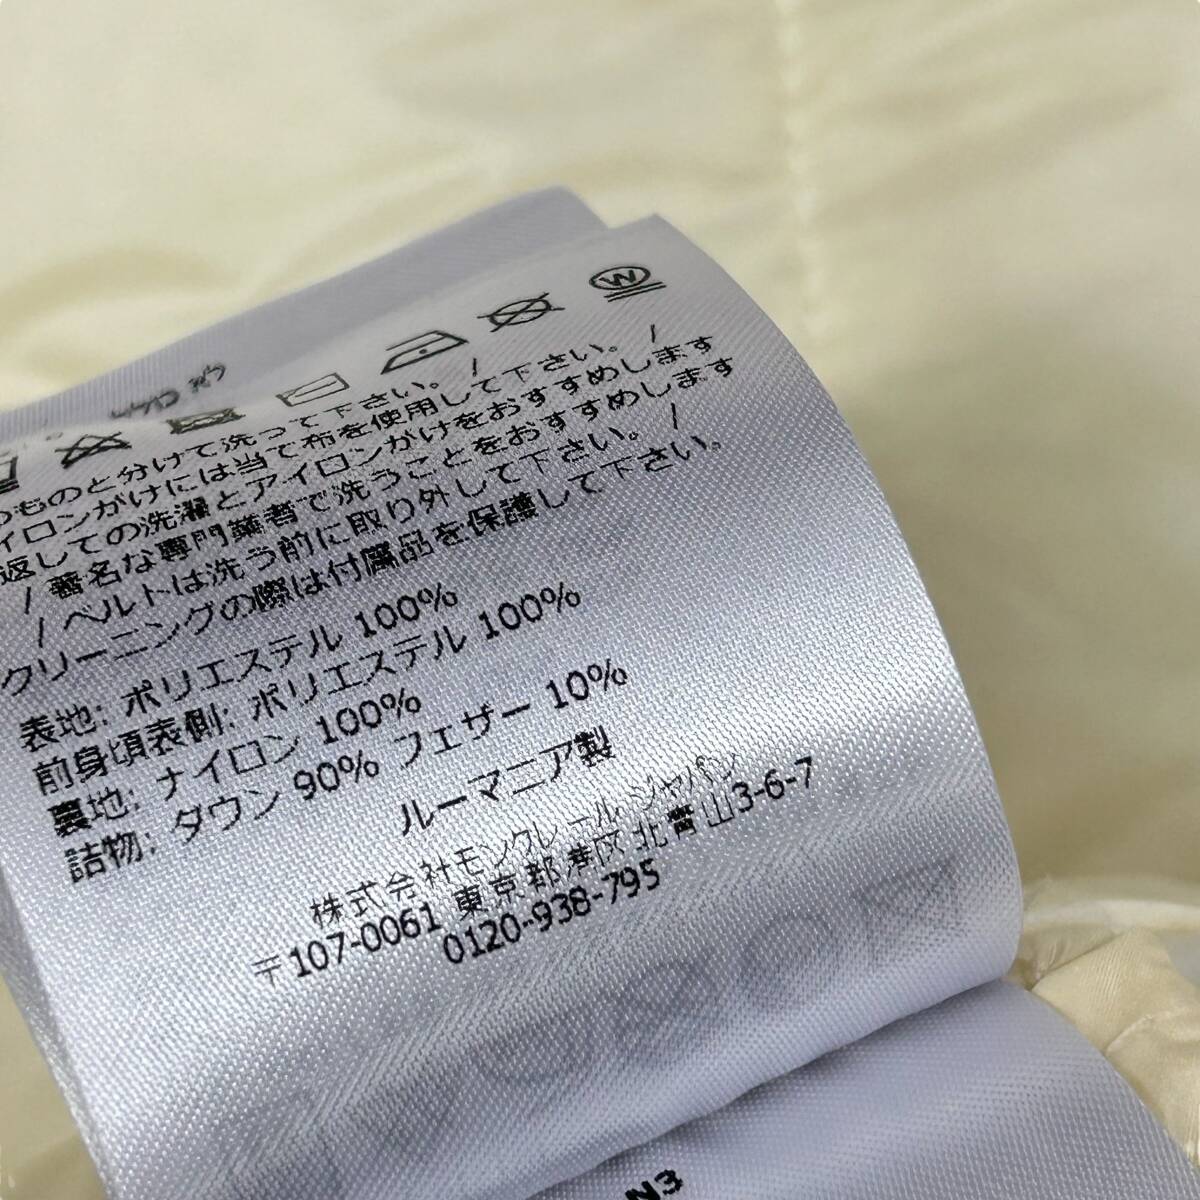 のものと分けて洗って下さい。/
イロンがけには当て布を使用して下さい。/
返しての洗濯とアイロンがけをおすすめします
/ 著名な専門業者で洗うことをおすすめします
/ ベルトは洗う前に取り外して下さい。/
クリーニングの際は付属品を保護して下さい。
表地: ポリエステル 100%
前身頃表側: ポリエステル 100%
裏地: ナイロン 100%
詰物: ダウン 90% フェザー 10%
ルーマニア製
株式会社モンクレール ジャパン
〒107-0061 東京都港区北青山3-6-7
0120-938-795
N3